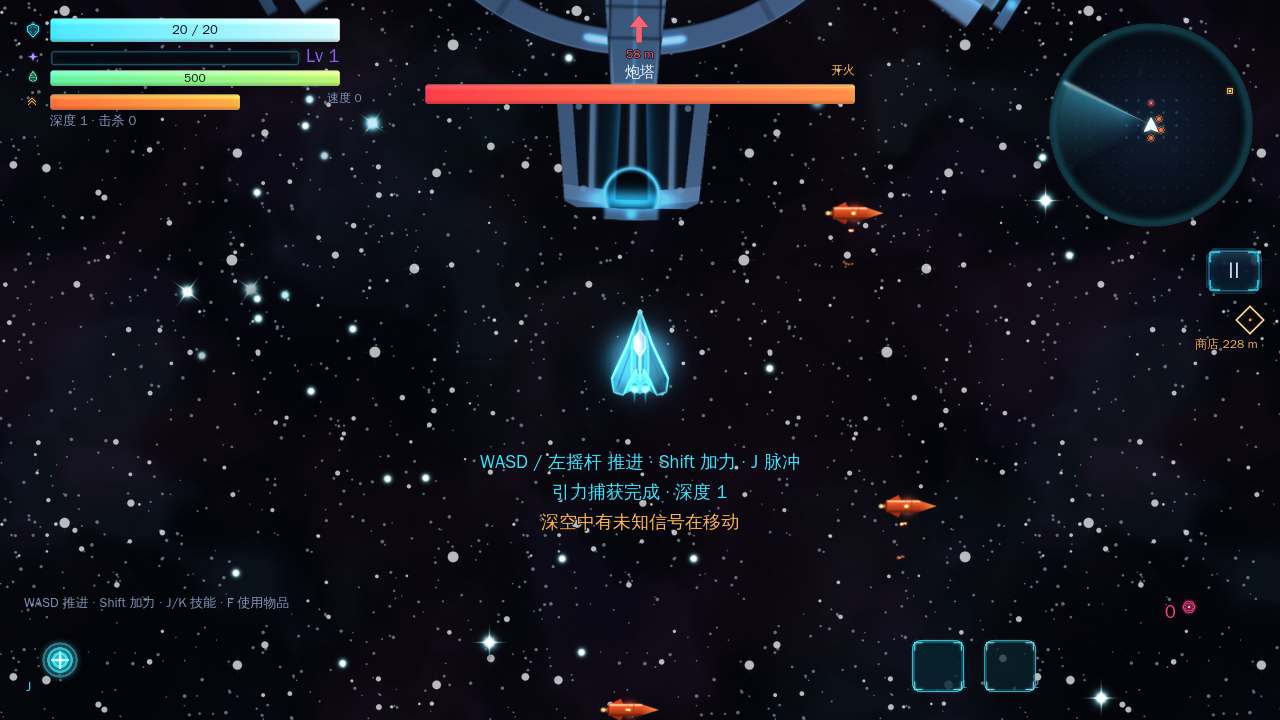 20 / 20
Lv 1
500
速度 0
深度 1 · 击杀 0
58 m
炮塔
开火
商店 228 m
WASD / 左摇杆 推进 · Shift 加力 · J 脉冲
引力捕获完成 · 深度 1
深空中有未知信号在移动
WASD 推进 · Shift 加力 · J/K 技能 · F 使用物品
0
J